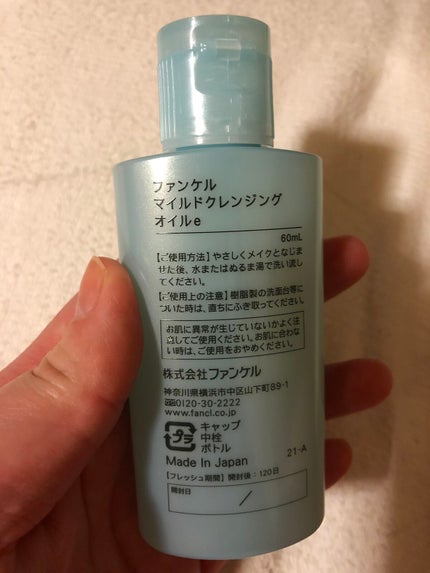 ファンケル
マイルドクレンジング
オイルe
60mL
【ご使用方法】やさしくメイクとなじま
せた後、水またはぬるま湯で洗い流し
てください。
【ご使用上の注意】樹脂製の洗面台等に
ついた時は、直ちにふき取ってください。
お肌に異常が生じていないかよく注
意してご使用ください。お肌に合わな
い時は、ご使用をおやめください。
株式会社ファンケル
神奈川県横浜市中区山下町89-1
0120-30-2222
www.fancl.co.jp
プラ
キャップ
中栓
ボトル
Made In Japan
21-A
【フレッシュ期間】開封後:120日
開封日
/